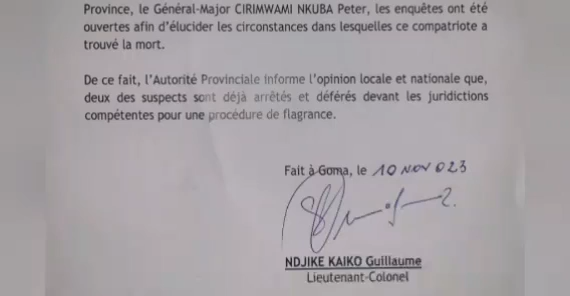 Province, le Général-Major CIRIMWAMI NKUBA Peter, les enquêtes ont été
ouvertes afin d'élucider les circonstances dans lesquelles ce compatriote a
trouvé la mort.
De ce fait, l'Autorité Provinciale informe l'opinion locale et nationale que,
deux des suspects sont déjà arrêtés et déférés devant les juridictions
compétentes pour une procédure de flagrance.
Fait à Goma, le 10 NOV 023
NDJIKE KAIKO Guillaume
Lieutenant-Colonel